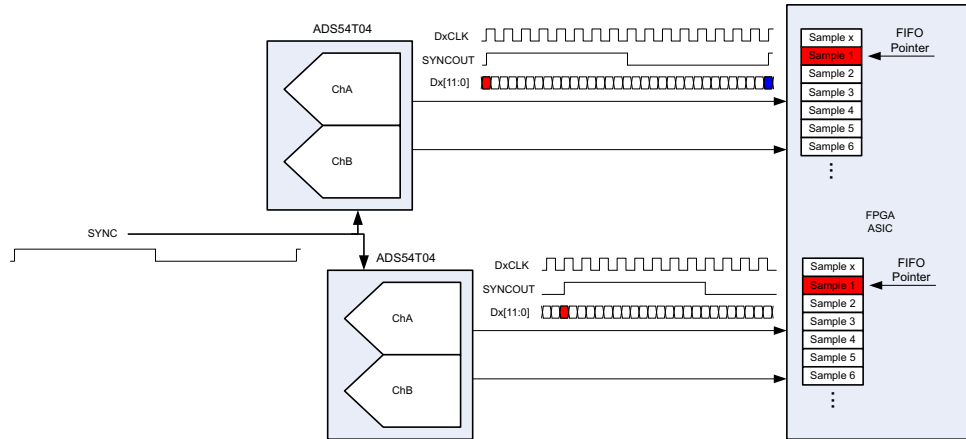 ADS54T04
ChA
ChB
DxCLK
SYNCOUT
Dx[11:0]
Sample x
Sample 1
Sample 2
Sample 3
Sample 4
Sample 5
Sample 6
FIFO
Pointer
SYNC
FPGA
ASIC
ADS54T04
ChA
ChB
DxCLK
SYNCOUT
Dx[11:0]
Sample x
Sample 1
Sample 2
Sample 3
Sample 4
Sample 5
Sample 6
FIFO
Pointer